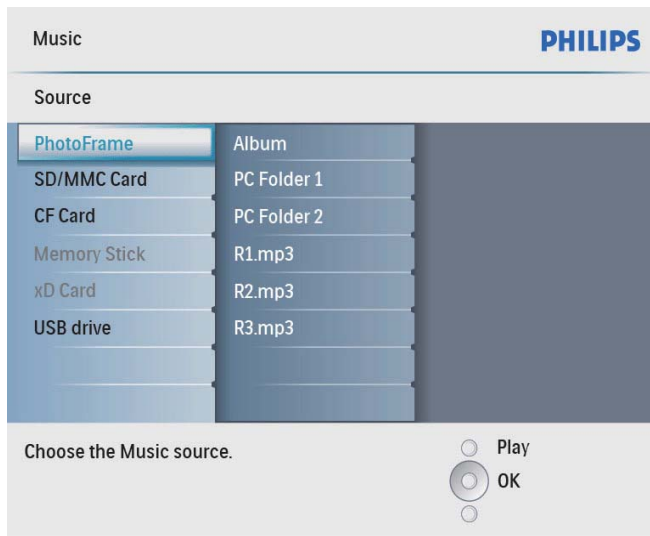 Music
PHILIPS
Source
PhotoFrame
SD/MMC Card
CF Card
Memory Stick
xD Card
USB drive
Album
PC Folder 1
PC Folder 2
R1.mp3
R2.mp3
R3.mp3
Choose the Music source.
Play
OK